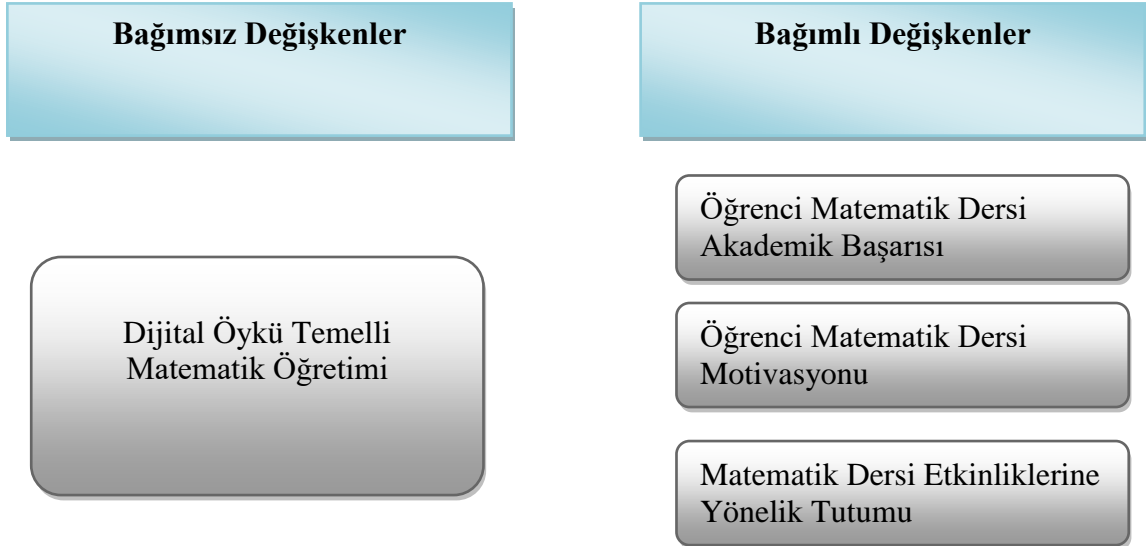 Bağımsız Değişkenler
Bağımlı Değişkenler
Dijital Öykü Temelli
Matematik Öğretimi
Öğrenci Matematik Dersi
Akademik Başarısı
Öğrenci Matematik Dersi
Motivasyonu
Matematik Dersi Etkinliklerine
Yönelik Tutumu